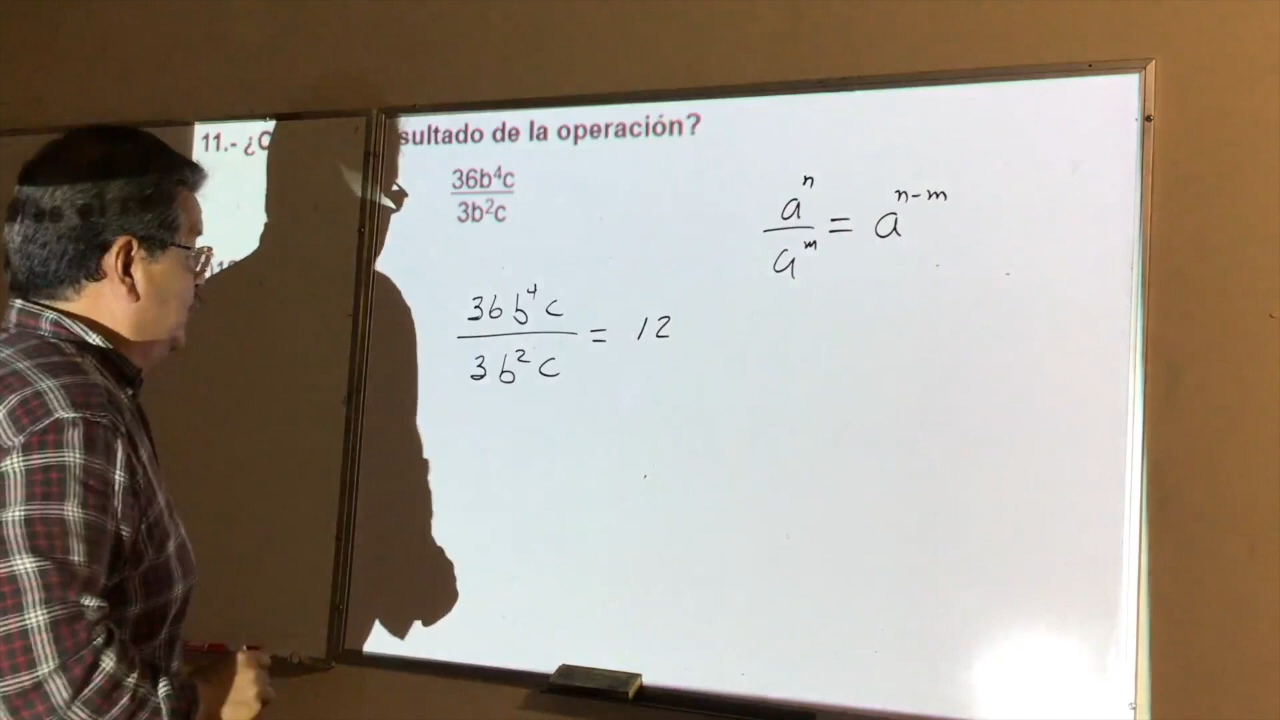 11.- ¿C sultado de la operación?
36b⁴c
3b²c
aⁿ
aᵐ
= aⁿ⁻ᵐ
36b⁴c
3b²c
= 12